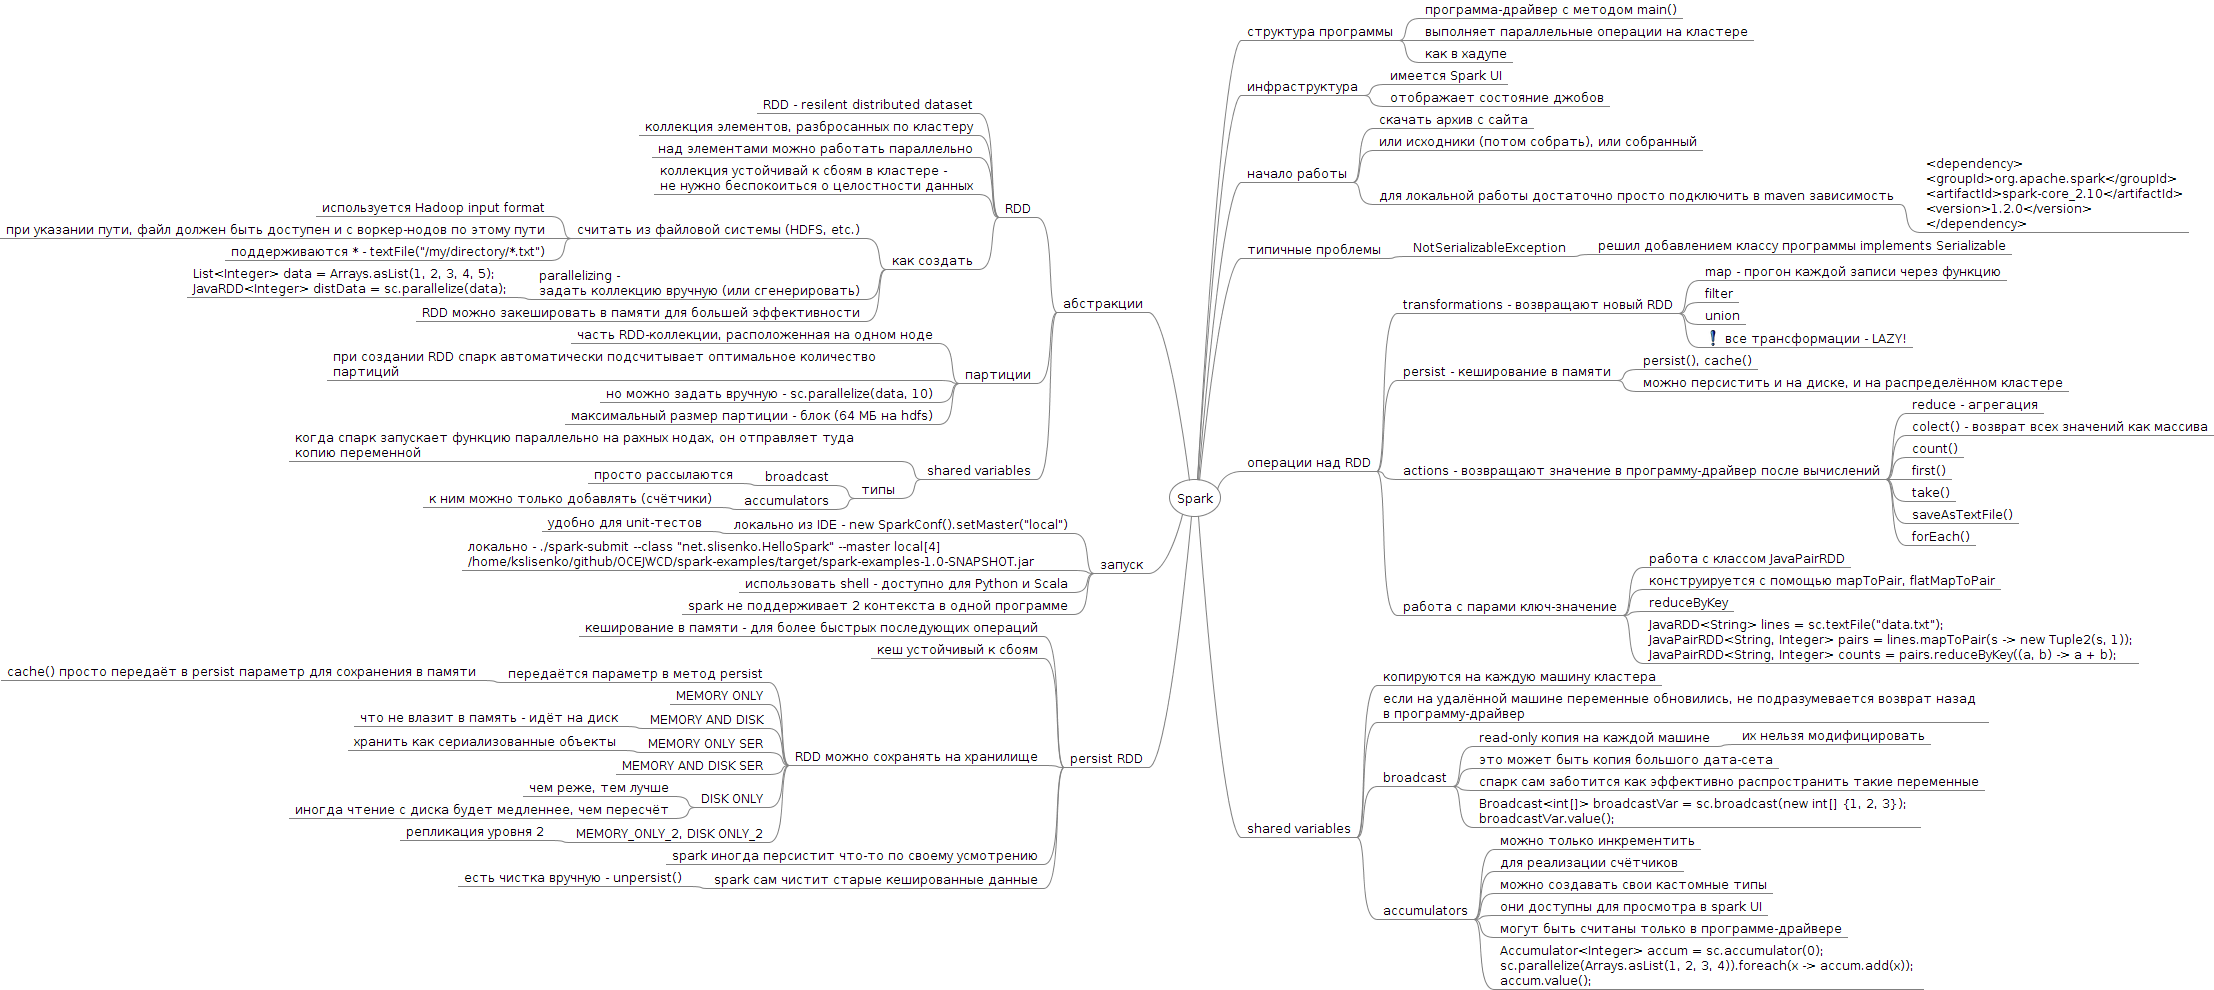 Spark
структура программы
программа-драйвер с методом main()
выполняет параллельные операции на кластере
как в хадупе
инфраструктура
имеется Spark UI
отображает состояние джобов
начало работы
скачать архив с сайта
или исходники (потом собрать), или собранный
для локальной работы достаточно просто подключить в maven зависимость
<dependency>
<groupId>org.apache.spark</groupId>
<artifactId>spark-core_2.10</artifactId>
<version>1.2.0</version>
</dependency>
типичные проблемы
NotSerializableException
решил добавлением классу программы implements Serializable
операции над RDD
transformations - возвращают новый RDD
map - прогон каждой записи через функцию
filter
union
все трансформации - LAZY!
persist - кеширование в памяти
persist(), cache()
можно персистить и на диске, и на распределённом кластере
actions - возвращают значение в программу-драйвер после вычислений
reduce - агрегация
colect() - возврат всех значений как массива
count()
first()
take()
saveAsTextFile()
forEach()
работа с парами ключ-значение
работа с классом JavaPairRDD
конструируется с помощью mapToPair, flatMapToPair
reduceByKey
JavaRDD<String> lines = sc.textFile("data.txt");
JavaPairRDD<String, Integer> pairs = lines.mapToPair(s -> new Tuple2(s, 1));
JavaPairRDD<String, Integer> counts = pairs.reduceByKey((a, b) -> a + b);
shared variables
копируются на каждую машину кластера
если на удалённой машине переменные обновились, не подразумевается возврат назад
в программу-драйвер
broadcast
read-only копия на каждой машине
их нельзя модифицировать
это может быть копия большого дата-сета
спарк сам заботится как эффективно распространить такие переменные
Broadcast<int[]> broadcastVar = sc.broadcast(new int[] {1, 2, 3});
broadcastVar.value();
accumulators
можно только инкрементить
для реализации счётчиков
можно создавать свои кастомные типы
они доступны для просмотра в spark UI
могут быть считаны только в программе-драйвере
Accumulator<Integer> accum = sc.accumulator(0);
sc.parallelize(Arrays.asList(1, 2, 3, 4)).foreach(x -> accum.add(x));
accum.value();
абстракции
RDD
RDD - resilent distributed dataset
коллекция элементов, разбросанных по кластеру
над элементами можно работать параллельно
коллекция устойчивай к сбоям в кластере -
не нужно беспокоиться о целостности данных
как создать
считать из файловой системы (HDFS, etc.)
используется Hadoop input format
при указании пути, файл должен быть доступен и с воркер-нодов по этому пути
поддерживаются * - textFile("/my/directory/*.txt")
parallelizing -
задать коллекцию вручную (или сгенерировать)
List<Integer> data = Arrays.asList(1, 2, 3, 4, 5);
JavaRDD<Integer> distData = sc.parallelize(data);
RDD можно закешировать в памяти для большей эффективности
партиции
часть RDD-коллекции, расположенная на одном ноде
при создании RDD спарк автоматически подсчитывает оптимальное количество
партиций
но можно задать вручную - sc.parallelize(data, 10)
максимальный размер партиции - блок (64 МБ на hdfs)
shared variables
когда спарк запускает функцию параллельно на рахных нодах, он отправляет туда
копию переменной
типы
broadcast
просто рассылаются
accumulators
к ним можно только добавлять (счётчики)
запуск
локально из IDE - new SparkConf().setMaster("local")
удобно для unit-тестов
локально - ./spark-submit --class "net.slisenko.HelloSpark" --master local[4]
/home/kslisenko/github/OCEJWCD/spark-examples/target/spark-examples-1.0-SNAPSHOT.jar
использовать shell - доступно для Python и Scala
spark не поддерживает 2 контекста в одной программе
persist RDD
кеширование в памяти - для более быстрых последующих операций
кеш устойчивый к сбоям
RDD можно сохранять на хранилище
передаётся параметр в метод persist
cache() просто передаёт в persist параметр для сохранения в памяти
MEMORY ONLY
MEMORY AND DISK
что не влазит в память - идёт на диск
MEMORY ONLY SER
хранить как сериализованные объекты
MEMORY AND DISK SER
DISK ONLY
чем реже, тем лучше
иногда чтение с диска будет медленнее, чем пересчёт
MEMORY_ONLY_2, DISK ONLY_2
репликация уровня 2
spark иногда персистит что-то по своему усмотрению
spark сам чистит старые кешированные данные
есть чистка вручную - unpersist()